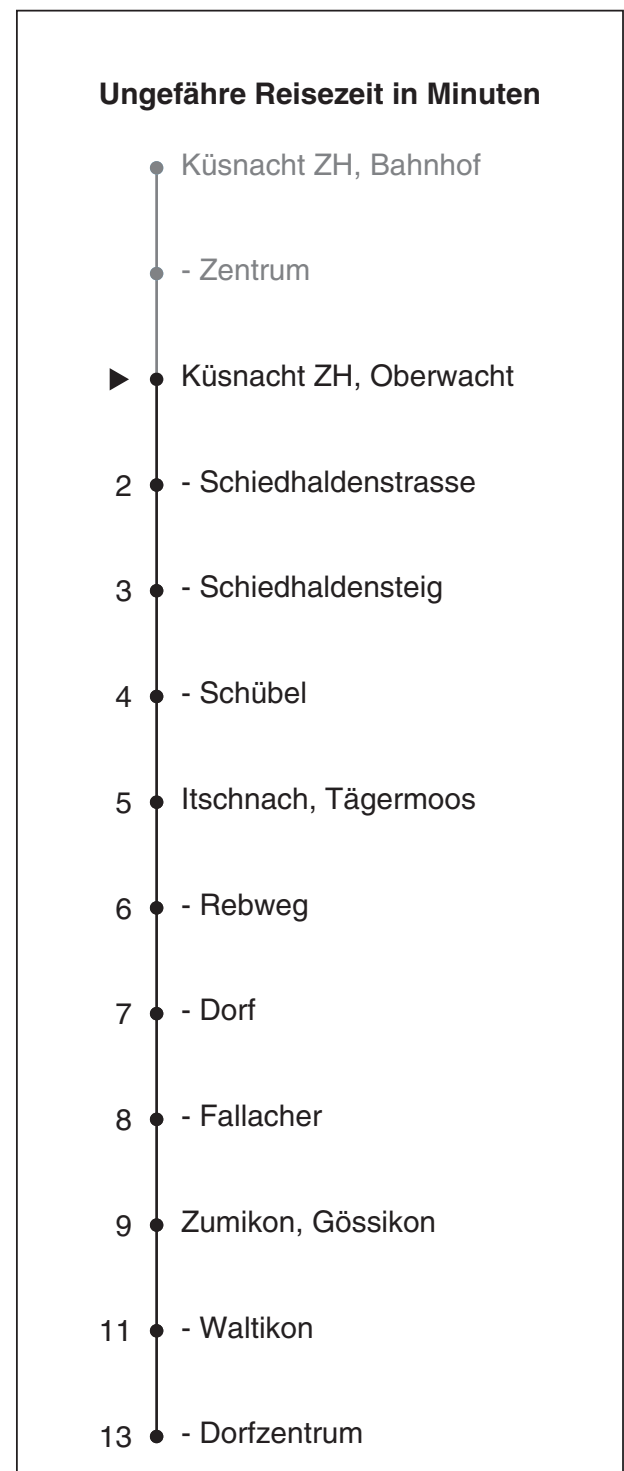 Ungefähre Reisezeit in Minuten
Küsnacht ZH, Bahnhof
- Zentrum
Küsnacht ZH, Oberwacht
2 - Schiedhaldenstrasse
3 - Schiedhaldensteig
4 - Schübel
5 Itschnach, Tägermoos
6 - Rebweg
7 - Dorf
8 - Fallacher
9 Zumikon, Gössikon
11 - Waltikon
13 - Dorfzentrum